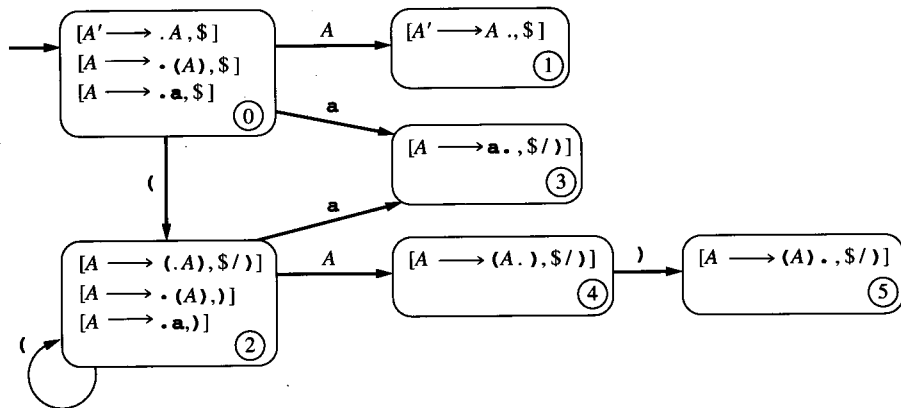 [A′ ⟶ .A,$]
[A ⟶ .(A),$]
[A ⟶ .a,$]
0
A
[A′ ⟶ A.,$]
1
a
[A ⟶ a.,$/)]
3
(
a
[A ⟶ (.A),$/)]
[A ⟶ .(A),)]
[A ⟶ .a,)]
2
(
A
[A ⟶ (A.),$/)]
4
)
[A ⟶ (A).,$/)]
5